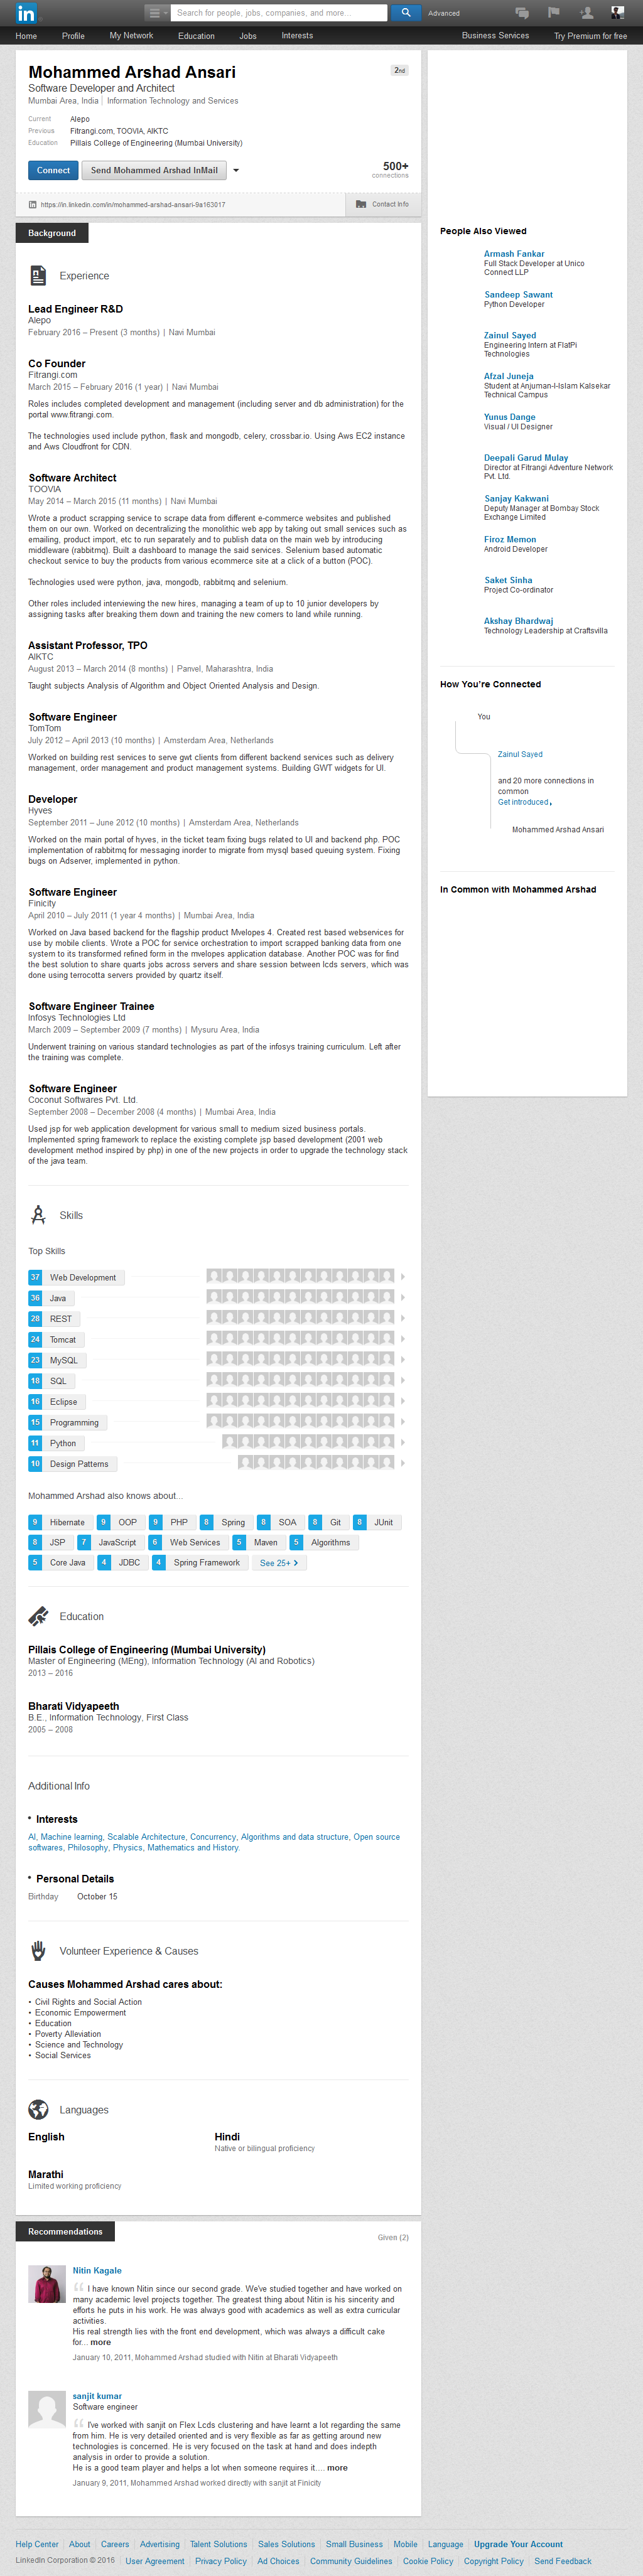 in
Search for people, jobs, companies, and more...
Advanced
Home Profile My Network Education Jobs Interests Business Services Try Premium for free
Mohammed Arshad Ansari
2nd
Software Developer and Architect
Mumbai Area, India | Information Technology and Services
Current Alepo
Previous Fitrangi.com, TOOVIA, AIKTC
Education Pillais College of Engineering (Mumbai University)
Connect Send Mohammed Arshad InMail
500+
connections
https://in.linkedin.com/in/mohammed-arshad-ansari-9a163017
Contact Info
Background
Experience
Lead Engineer R&D
Alepo
February 2016 – Present (3 months) | Navi Mumbai
Co Founder
Fitrangi.com
March 2015 – February 2016 (1 year) | Navi Mumbai
Roles includes completed development and management (including server and db administration) for the
portal www.fitrangi.com.
The technologies used include python, flask and mongodb, celery, crossbar.io. Using Aws EC2 instance
and Aws Cloudfront for CDN.
Software Architect
TOOVIA
May 2014 – March 2015 (11 months) | Navi Mumbai
Wrote a product scrapping service to scrape data from different e-commerce websites and published
them on our own. Worked on decentralizing the monolithic web app by taking out small services such as
emailing, product import, etc to run separately and to publish data on the main web by introducing
middleware (rabbitmq). Built a dashboard to manage the said services. Selenium based automatic
checkout service to buy the products from various ecommerce site at a click of a button (POC).
Technologies used were python, java, mongodb, rabbitmq and selenium.
Other roles included interviewing the new hires, managing a team of up to 10 junior developers by
assigning tasks after breaking them down and training the new comers to land while running.
Assistant Professor, TPO
AIKTC
August 2013 – March 2014 (8 months) | Panvel, Maharashtra, India
Taught subjects Analysis of Algorithm and Object Oriented Analysis and Design.
Software Engineer
TomTom
July 2012 – April 2013 (10 months) | Amsterdam Area, Netherlands
Worked on building rest services to serve gwt clients from different backend services such as delivery
management, order management and product management systems. Building GWT widgets for UI.
Developer
Hyves
September 2011 – June 2012 (10 months) | Amsterdam Area, Netherlands
Worked on the main portal of hyves, in the ticket team fixing bugs related to UI and backend php. POC
implementation of rabbitmq for messaging inorder to migrate from mysql based queuing system. Fixing
bugs on Adserver, implemented in python.
Software Engineer
Finicity
April 2010 – July 2011 (1 year 4 months) | Mumbai Area, India
Worked on Java based backend for the flagship product Mvelopes 4. Created rest based webservices for
use by mobile clients. Wrote a POC for service orchestration to import scrapped banking data from one
system to its transformed refined form in the mvelopes application database. Another POC was for find
the best solution to share quarts jobs across servers and share session between lcds servers, which was
done using terrocotta servers provided by quartz itself.
Software Engineer Trainee
Infosys Technologies Ltd
March 2009 – September 2009 (7 months) | Mysuru Area, India
Underwent training on various standard technologies as part of the infosys training curriculum. Left after
the training was complete.
Software Engineer
Coconut Softwares Pvt. Ltd.
September 2008 – December 2008 (4 months) | Mumbai Area, India
Used jsp for web application development for various small to medium sized business portals.
Implemented spring framework to replace the existing complete jsp based development (2001 web
development method inspired by php) in one of the new projects in order to upgrade the technology stack
of the java team.
Skills
Top Skills
37 Web Development
36 Java
28 REST
24 Tomcat
23 MySQL
18 SQL
16 Eclipse
15 Programming
11 Python
10 Design Patterns
Mohammed Arshad also knows about...
9 Hibernate 9 OOP 9 PHP 8 Spring 8 SOA 8 Git 8 JUnit
8 JSP 7 JavaScript 6 Web Services 5 Maven 5 Algorithms
5 Core Java 4 JDBC 4 Spring Framework See 25+
Education
Pillais College of Engineering (Mumbai University)
Master of Engineering (MEng), Information Technology (AI and Robotics)
2013 – 2016
Bharati Vidyapeeth
B.E., Information Technology, First Class
2005 – 2008
Additional Info
• Interests
AI, Machine learning, Scalable Architecture, Concurrency, Algorithms and data structure, Open source
softwares, Philosophy, Physics, Mathematics and History.
• Personal Details
Birthday October 15
Volunteer Experience & Causes
Causes Mohammed Arshad cares about:
• Civil Rights and Social Action
• Economic Empowerment
• Education
• Poverty Alleviation
• Science and Technology
• Social Services
Languages
English Hindi
Native or bilingual proficiency
Marathi
Limited working proficiency
Recommendations
Given (2)
Nitin Kagale
“ I have known Nitin since our second grade. We've studied together and have worked on
many academic level projects together. The greatest thing about Nitin is his sincerity and
efforts he puts in his work. He was always good with academics as well as extra curricular
activities.
His real strength lies with the front end development, which was always a difficult cake
for... more
January 10, 2011, Mohammed Arshad studied with Nitin at Bharati Vidyapeeth
sanjit kumar
Software engineer
“ I've worked with sanjit on Flex Lcds clustering and have learnt a lot regarding the same
from him. He is very detailed oriented and is very flexible as far as getting around new
technologies is concerned. He is very focused on the task at hand and does indepth
analysis in order to provide a solution.
He is a good team player and helps a lot when someone requires it.... more
January 9, 2011, Mohammed Arshad worked directly with sanjit at Finicity
People Also Viewed
Armash Fankar
Full Stack Developer at Unico
Connect LLP
Sandeep Sawant
Python Developer
Zainul Sayed
Engineering Intern at FlatPi
Technologies
Afzal Juneja
Student at Anjuman-I-Islam Kalsekar
Technical Campus
Yunus Dange
Visual / UI Designer
Deepali Garud Mulay
Director at Fitrangi Adventure Network
Pvt. Ltd.
Sanjay Kakwani
Deputy Manager at Bombay Stock
Exchange Limited
Firoz Memon
Android Developer
Saket Sinha
Project Co-ordinator
Akshay Bhardwaj
Technology Leadership at Craftsvilla
How You're Connected
You
Zainul Sayed
and 20 more connections in
common
Get introduced
Mohammed Arshad Ansari
In Common with Mohammed Arshad
Help Center About Careers Advertising Talent Solutions Sales Solutions Small Business Mobile Language Upgrade Your Account
LinkedIn Corporation © 2016 User Agreement Privacy Policy Ad Choices Community Guidelines Cookie Policy Copyright Policy Send Feedback